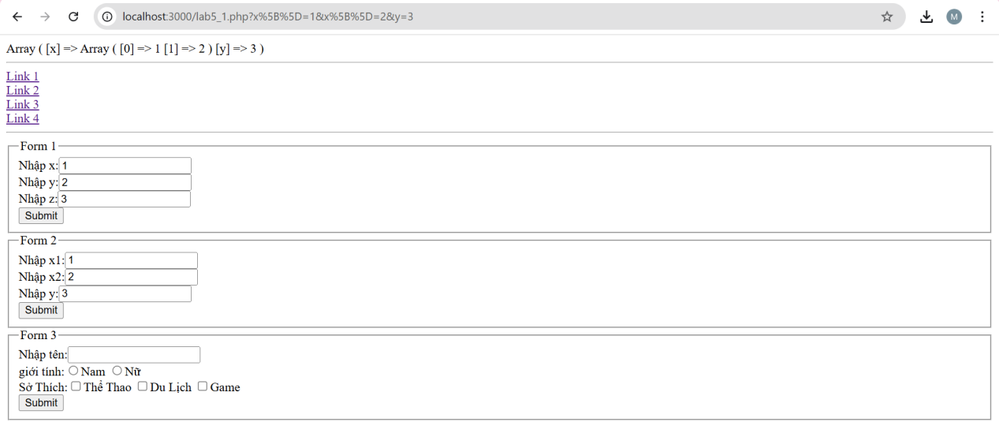 localhost:3000/lab5_1.php?x%5B%5D=1&x%5B%5D=2&y=3
M
Array ( [x] => Array ( [0] => 1 [1] => 2 ) [y] => 3 )
Link 1
Link 2
Link 3
Link 4
Form 1
Nhập x: 1
Nhập y: 2
Nhập z: 3
Submit
Form 2
Nhập x1: 1
Nhập x2: 2
Nhập y: 3
Submit
Form 3
Nhập tên:
giới tính: Nam Nữ
Sở Thích: Thể Thao Du Lịch Game
Submit